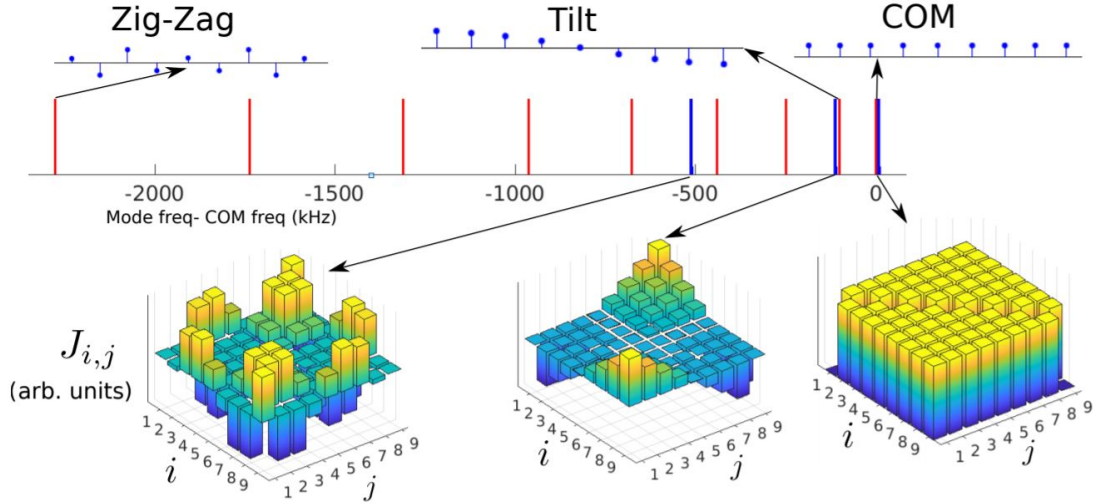 Zig-Zag Tilt COM
-2000 -1500 -1000 -500 0
Mode freq- COM freq (kHz)
J_{i,j}
(arb. units)
1 2 3 4 5 6 7 8 9
i
1 2 3 4 5 6 7 8 9
j
1 2 3 4 5 6 7 8 9
i
1 2 3 4 5 6 7 8 9
j
1 2 3 4 5 6 7 8 9
i
1 2 3 4 5 6 7 8 9
j